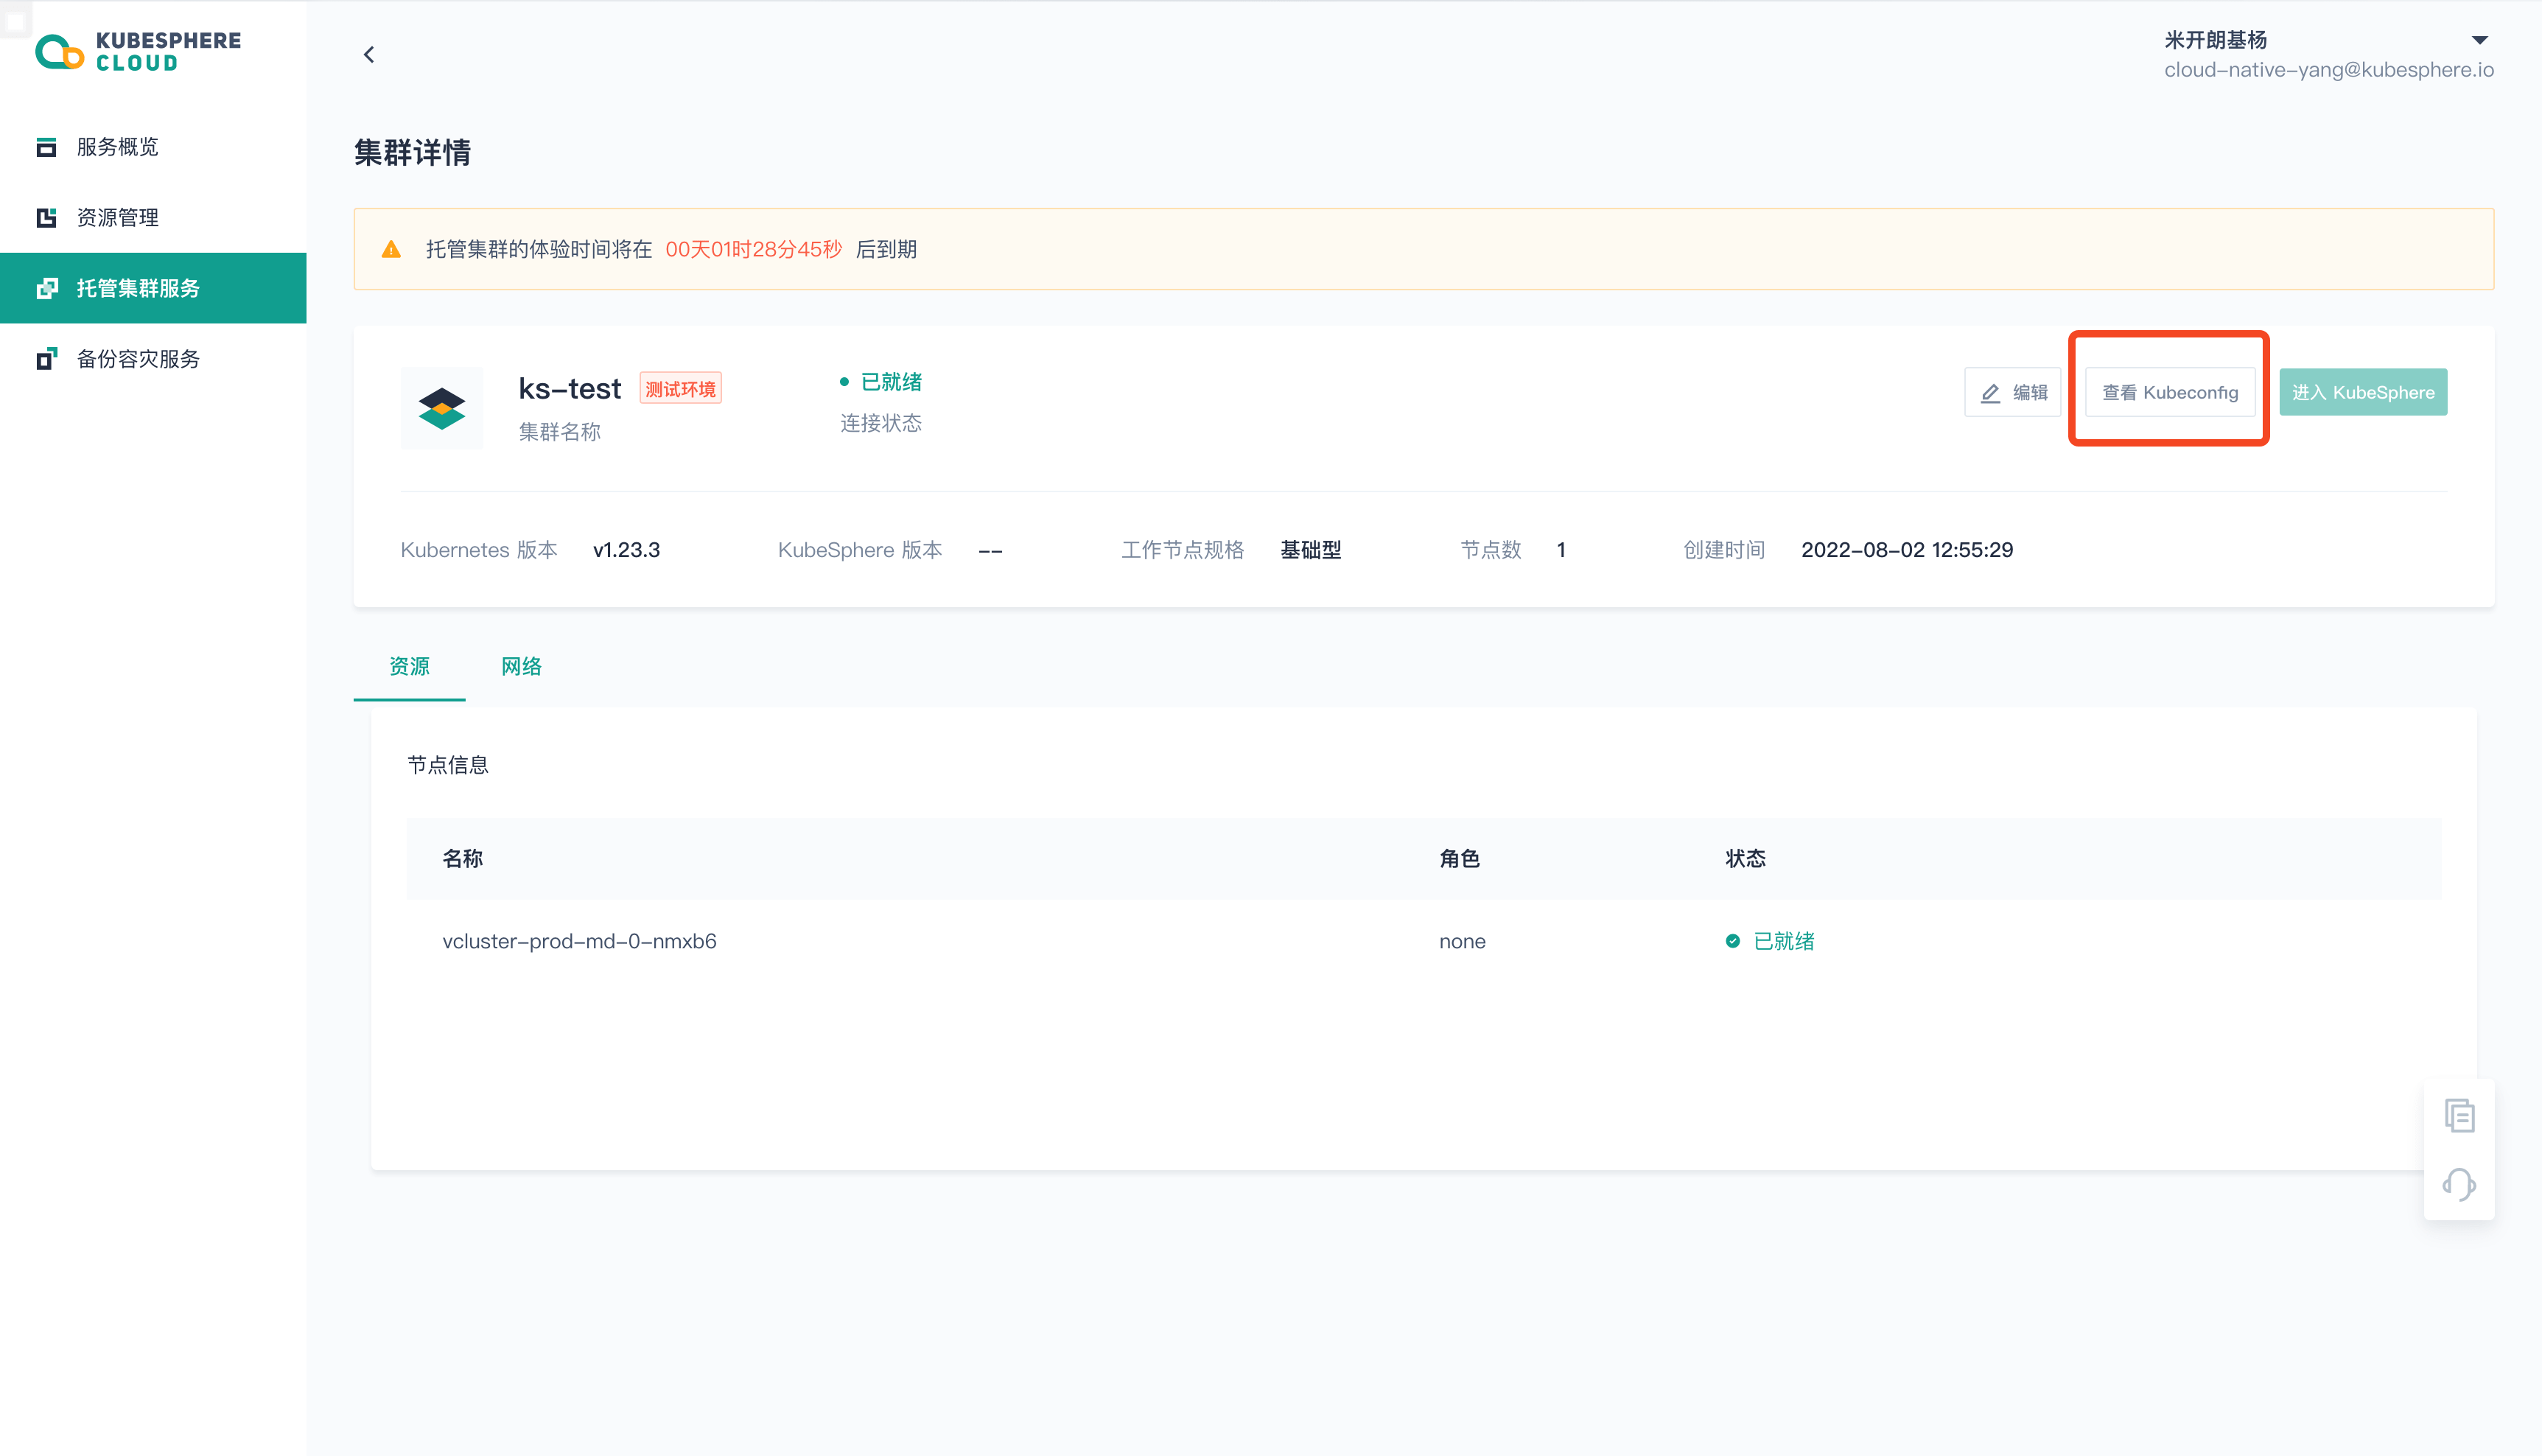 KUBESPHERE
CLOUD
米开朗基杨
cloud-native-yang@kubesphere.io
服务概览
资源管理
托管集群服务
备份容灾服务
集群详情
托管集群的体验时间将在 00天01时28分45秒 后到期
ks-test 测试环境
集群名称
已就绪
连接状态
编辑
查看 Kubeconfig
进入 KubeSphere
Kubernetes 版本 v1.23.3 KubeSphere 版本 -- 工作节点规格 基础型 节点数 1 创建时间 2022-08-02 12:55:29
资源 网络
节点信息
名称 角色 状态
vcluster-prod-md-0-nmxb6 none 已就绪